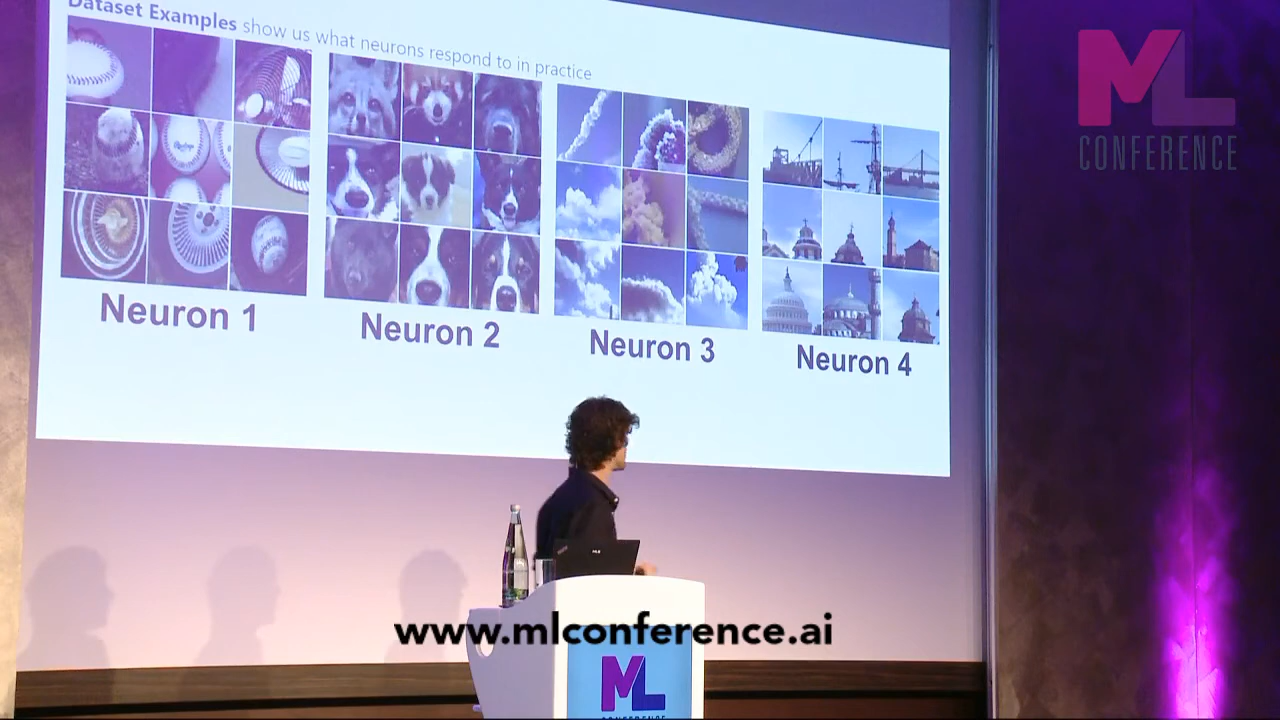 Dataset Examples show us what neurons respond to in practice
Neuron 1
Neuron 2
Neuron 3
Neuron 4
ML
CONFERENCE
www.mlconference.ai
ML
CONFERENCE